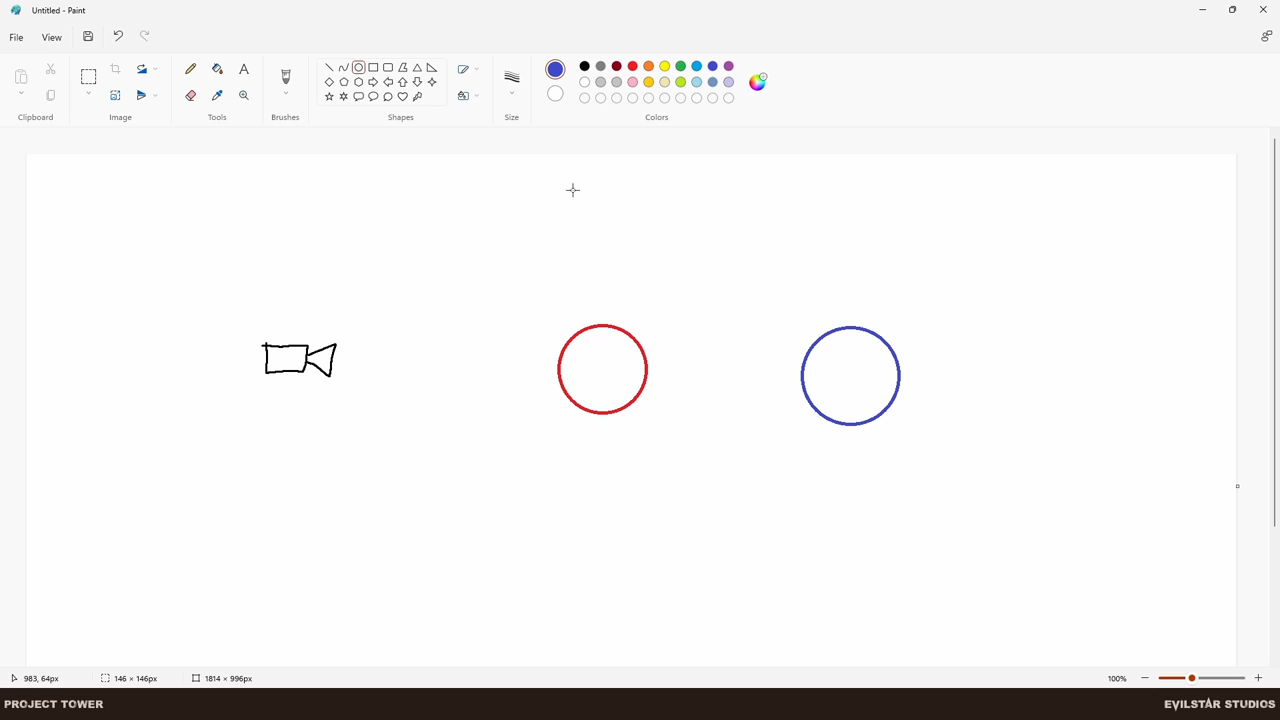 Untitled - Paint
File View
Clipboard Image Tools Brushes Shapes Size Colors
983, 64px 146 × 146px 1814 × 996px 100%
PROJECT TOWER EVILSTAR STUDIOS